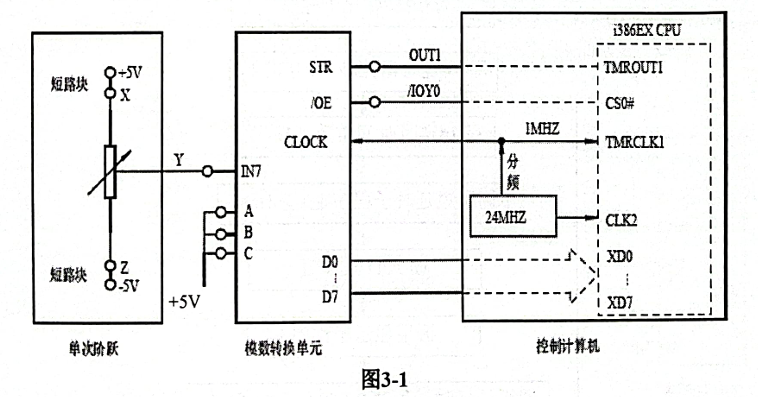 短路块
+5V
X
Y
Z
短路块
-5V
单次阶跃
STR
/OE
CLOCK
IN7
A
B
C
+5V
D0
⋮
D7
模数转换单元
OUT1
/IOY0
1MHZ
分频
24MHZ
i386EX CPU
TMROUT1
CS0#
TMRCLK1
CLK2
XD0
⋮
XD7
控制计算机
图3-1